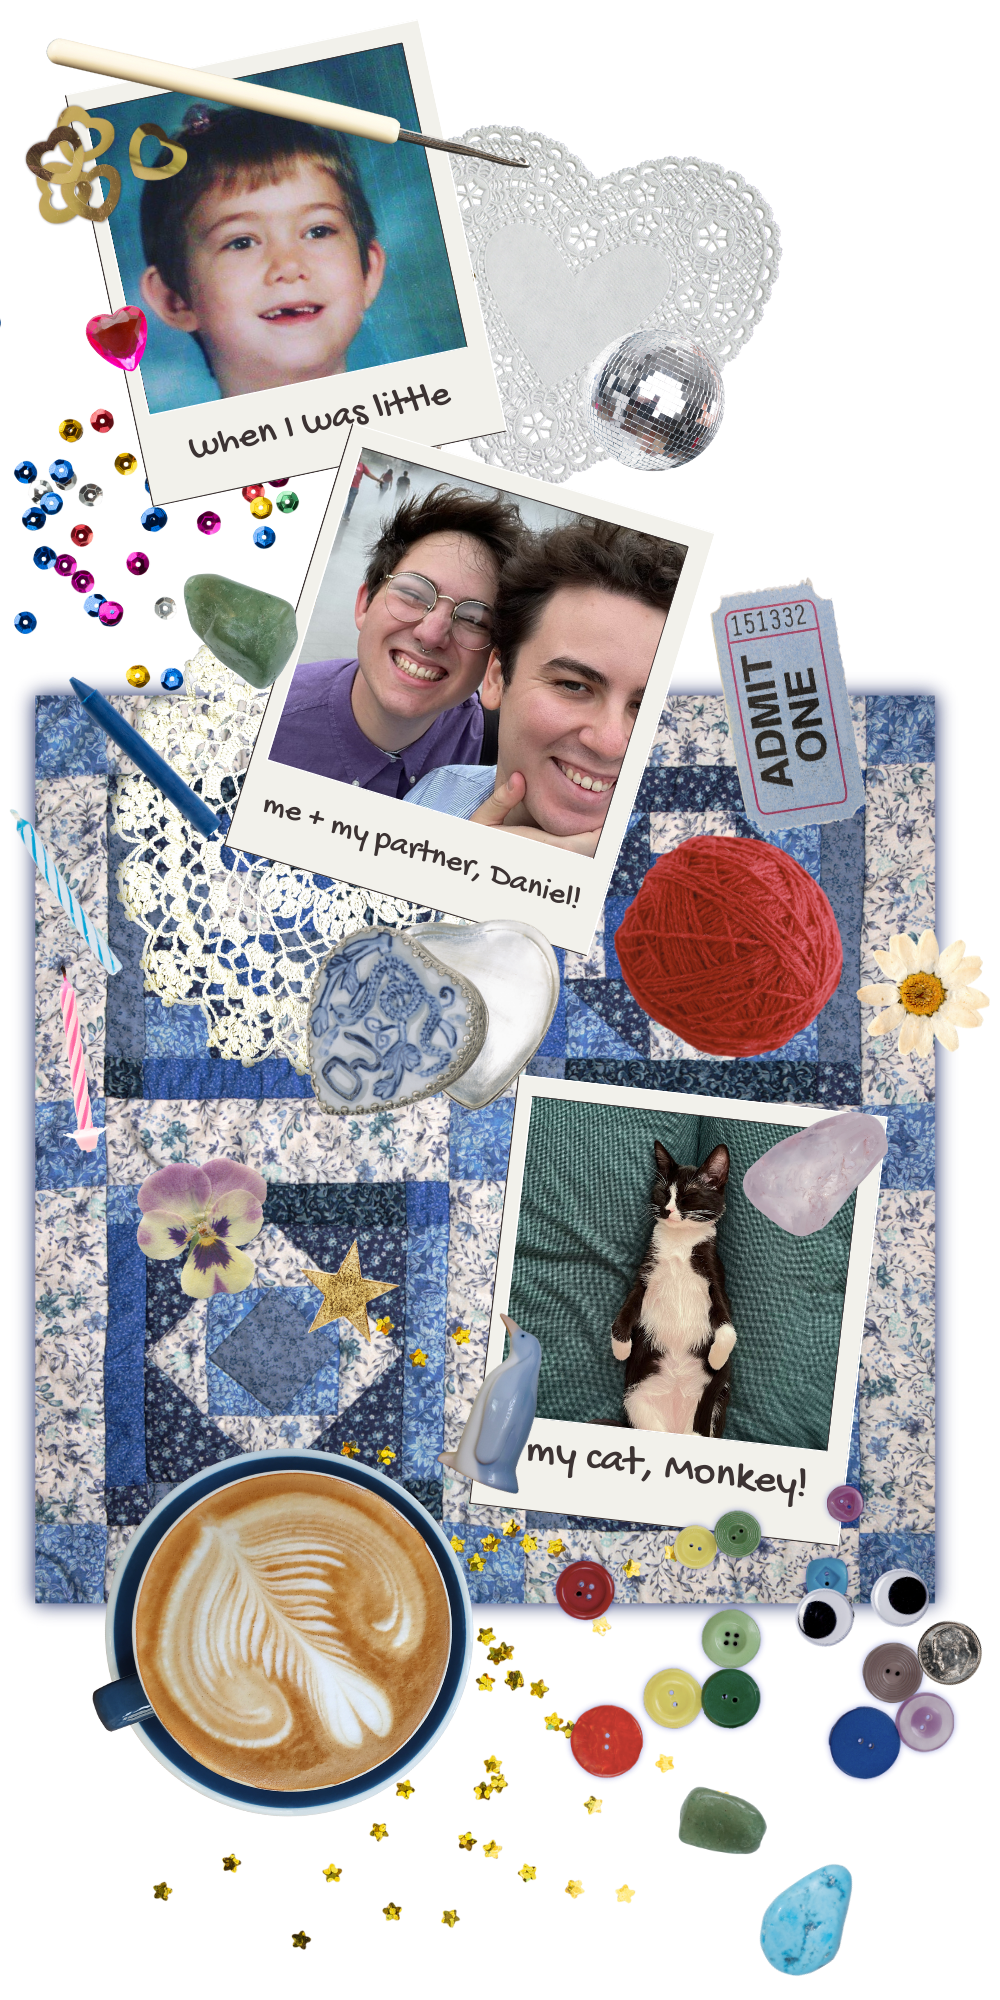 when I was little
me + my partner, Daniel!
151332
ADMIT
ONE
my cat, Monkey!